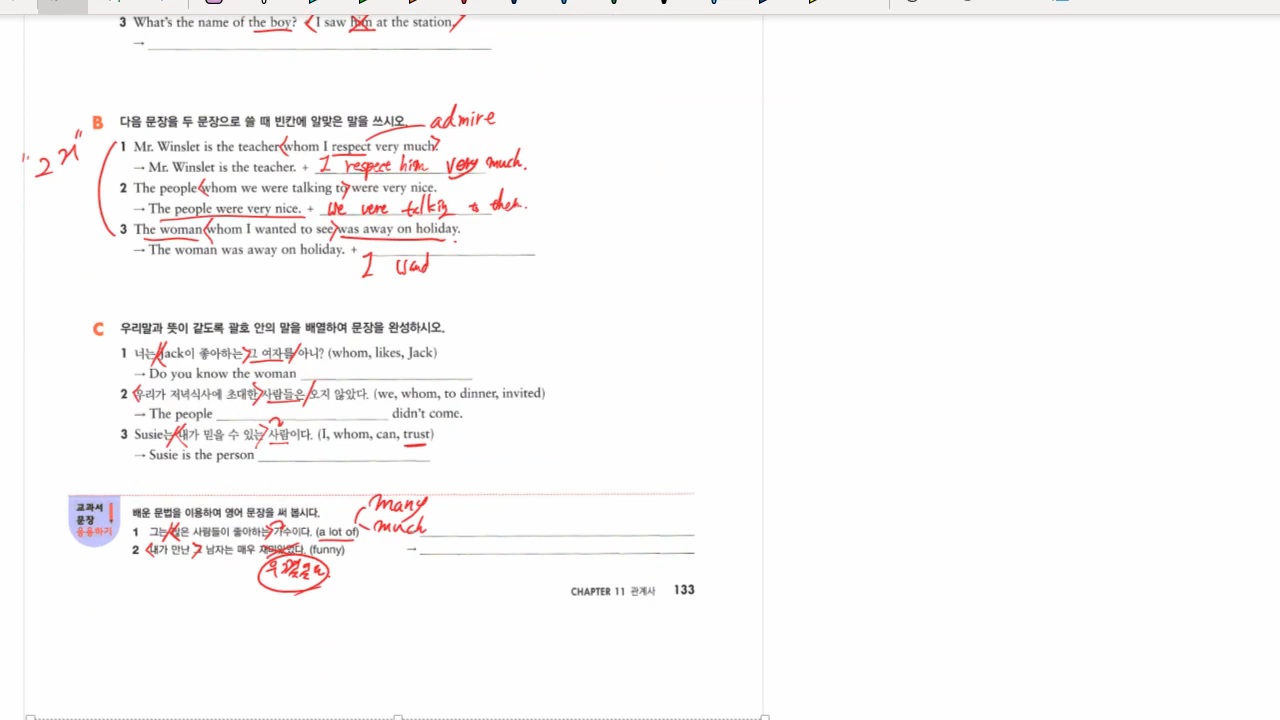 3 What's the name of the boy? I saw him at the station.
→
B 다음 문장을 두 문장으로 쓸 때 빈칸에 알맞은 말을 쓰시오.
admire
1 Mr. Winslet is the teacher whom I respect very much.
→ Mr. Winslet is the teacher. + I respect him very much.
2 The people whom we were talking to were very nice.
→ The people were very nice. + We were talking to them.
3 The woman whom I wanted to see was away on holiday.
→ The woman was away on holiday. +
I
C 우리말과 뜻이 같도록 괄호 안의 말을 배열하여 문장을 완성하시오.
1 너는 Jack이 좋아하는 그 여자를 아니? (whom, likes, Jack)
→ Do you know the woman
2 우리가 저녁식사에 초대한 사람들은 오지 않았다. (we, whom, to dinner, invited)
→ The people didn't come.
3 Susie는 내가 믿을 수 있는 사람이다. (I, whom, can, trust)
→ Susie is the person
교과서
문장
응용하기
배운 문법을 이용하여 영어 문장을 써 봅시다.
many
much
1 그는 많은 사람들이 좋아하는 가수이다. (a lot of)
2 내가 만난 그 남자는 매우 재미있었다. (funny) →
CHAPTER 11 관계사 133